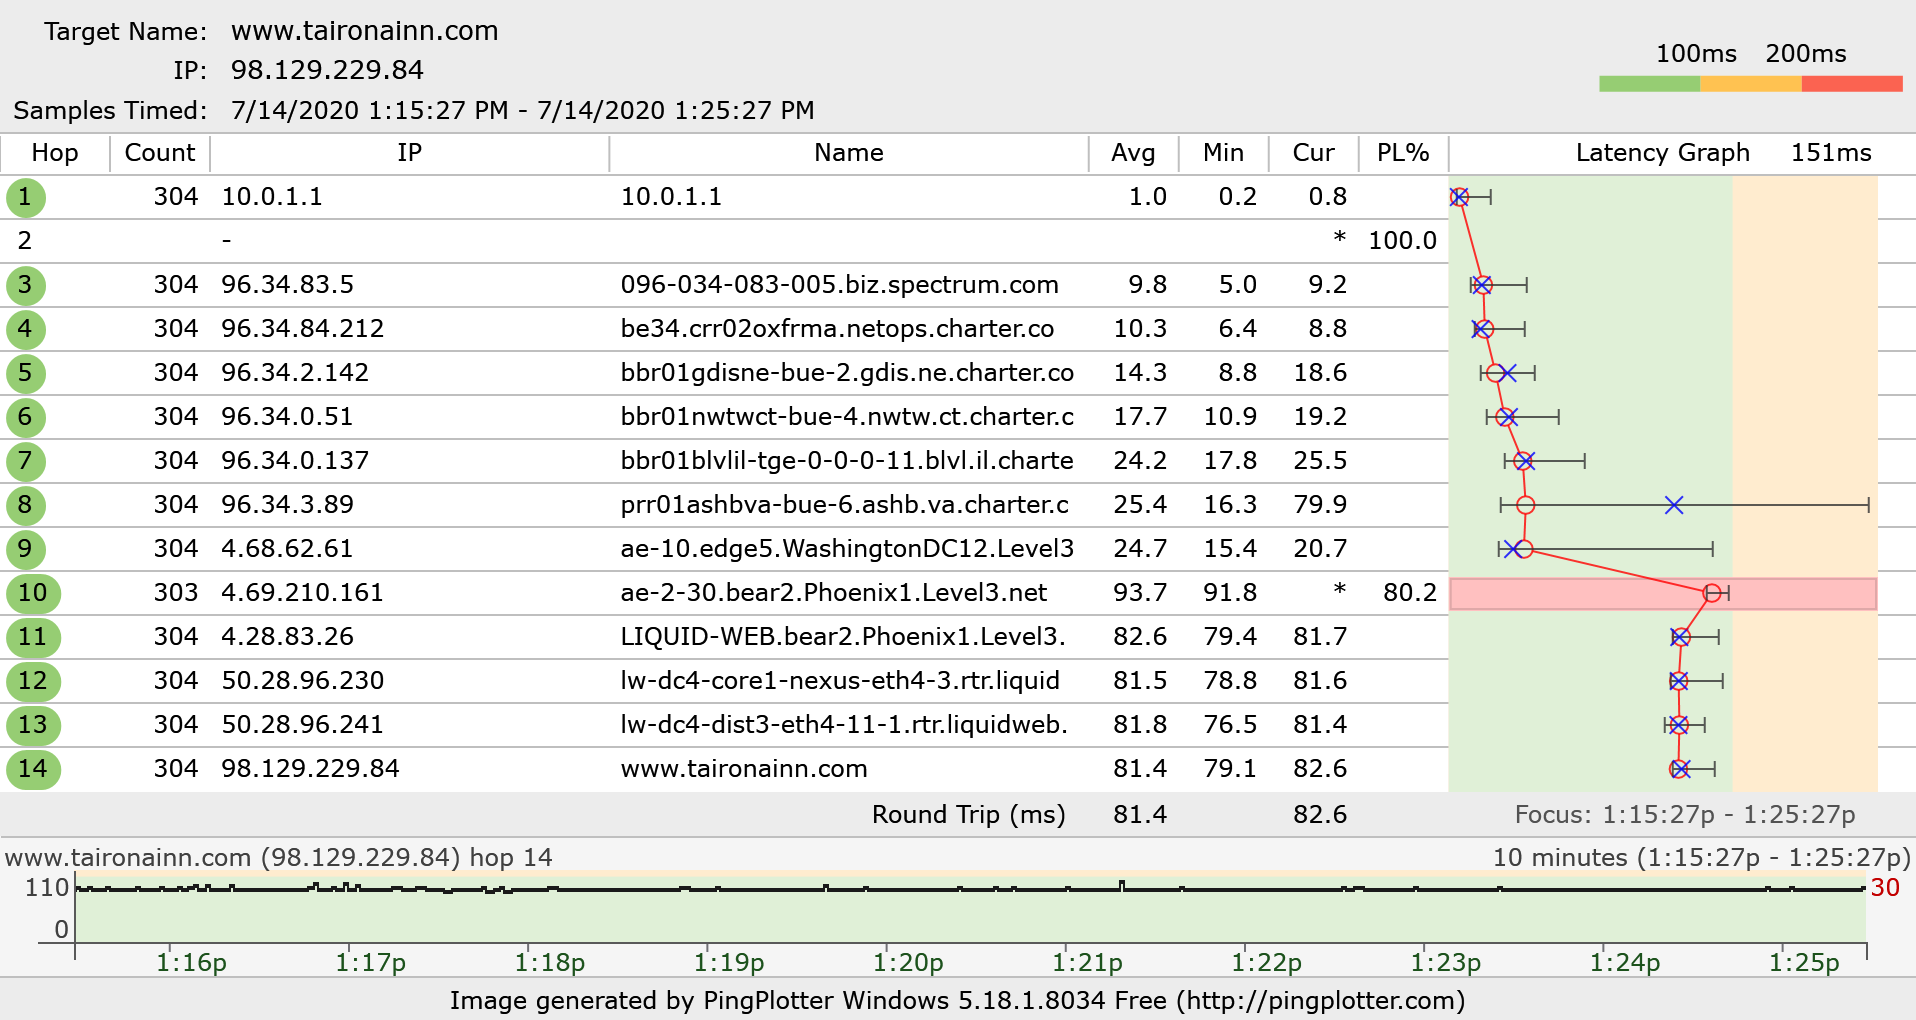 Target Name: www.taironainn.com
IP: 98.129.229.84
Samples Timed: 7/14/2020 1:15:27 PM - 7/14/2020 1:25:27 PM
100ms 200ms
Hop Count IP Name Avg Min Cur PL% Latency Graph 151ms
1 304 10.0.1.1 10.0.1.1 1.0 0.2 0.8
2 - * 100.0
3 304 96.34.83.5 096-034-083-005.biz.spectrum.com 9.8 5.0 9.2
4 304 96.34.84.212 be34.crr02oxfrma.netops.charter.co 10.3 6.4 8.8
5 304 96.34.2.142 bbr01gdisne-bue-2.gdis.ne.charter.co 14.3 8.8 18.6
6 304 96.34.0.51 bbr01nwtwct-bue-4.nwtw.ct.charter.c 17.7 10.9 19.2
7 304 96.34.0.137 bbr01blvlil-tge-0-0-0-11.blvl.il.charte 24.2 17.8 25.5
8 304 96.34.3.89 prr01ashbva-bue-6.ashb.va.charter.c 25.4 16.3 79.9
9 304 4.68.62.61 ae-10.edge5.WashingtonDC12.Level3 24.7 15.4 20.7
10 303 4.69.210.161 ae-2-30.bear2.Phoenix1.Level3.net 93.7 91.8 * 80.2
11 304 4.28.83.26 LIQUID-WEB.bear2.Phoenix1.Level3. 82.6 79.4 81.7
12 304 50.28.96.230 lw-dc4-core1-nexus-eth4-3.rtr.liquid 81.5 78.8 81.6
13 304 50.28.96.241 lw-dc4-dist3-eth4-11-1.rtr.liquidweb. 81.8 76.5 81.4
14 304 98.129.229.84 www.taironainn.com 81.4 79.1 82.6
Round Trip (ms) 81.4 82.6 Focus: 1:15:27p - 1:25:27p
www.taironainn.com (98.129.229.84) hop 14 10 minutes (1:15:27p - 1:25:27p)
110 30
0
1:16p 1:17p 1:18p 1:19p 1:20p 1:21p 1:22p 1:23p 1:24p 1:25p
Image generated by PingPlotter Windows 5.18.1.8034 Free (http://pingplotter.com)